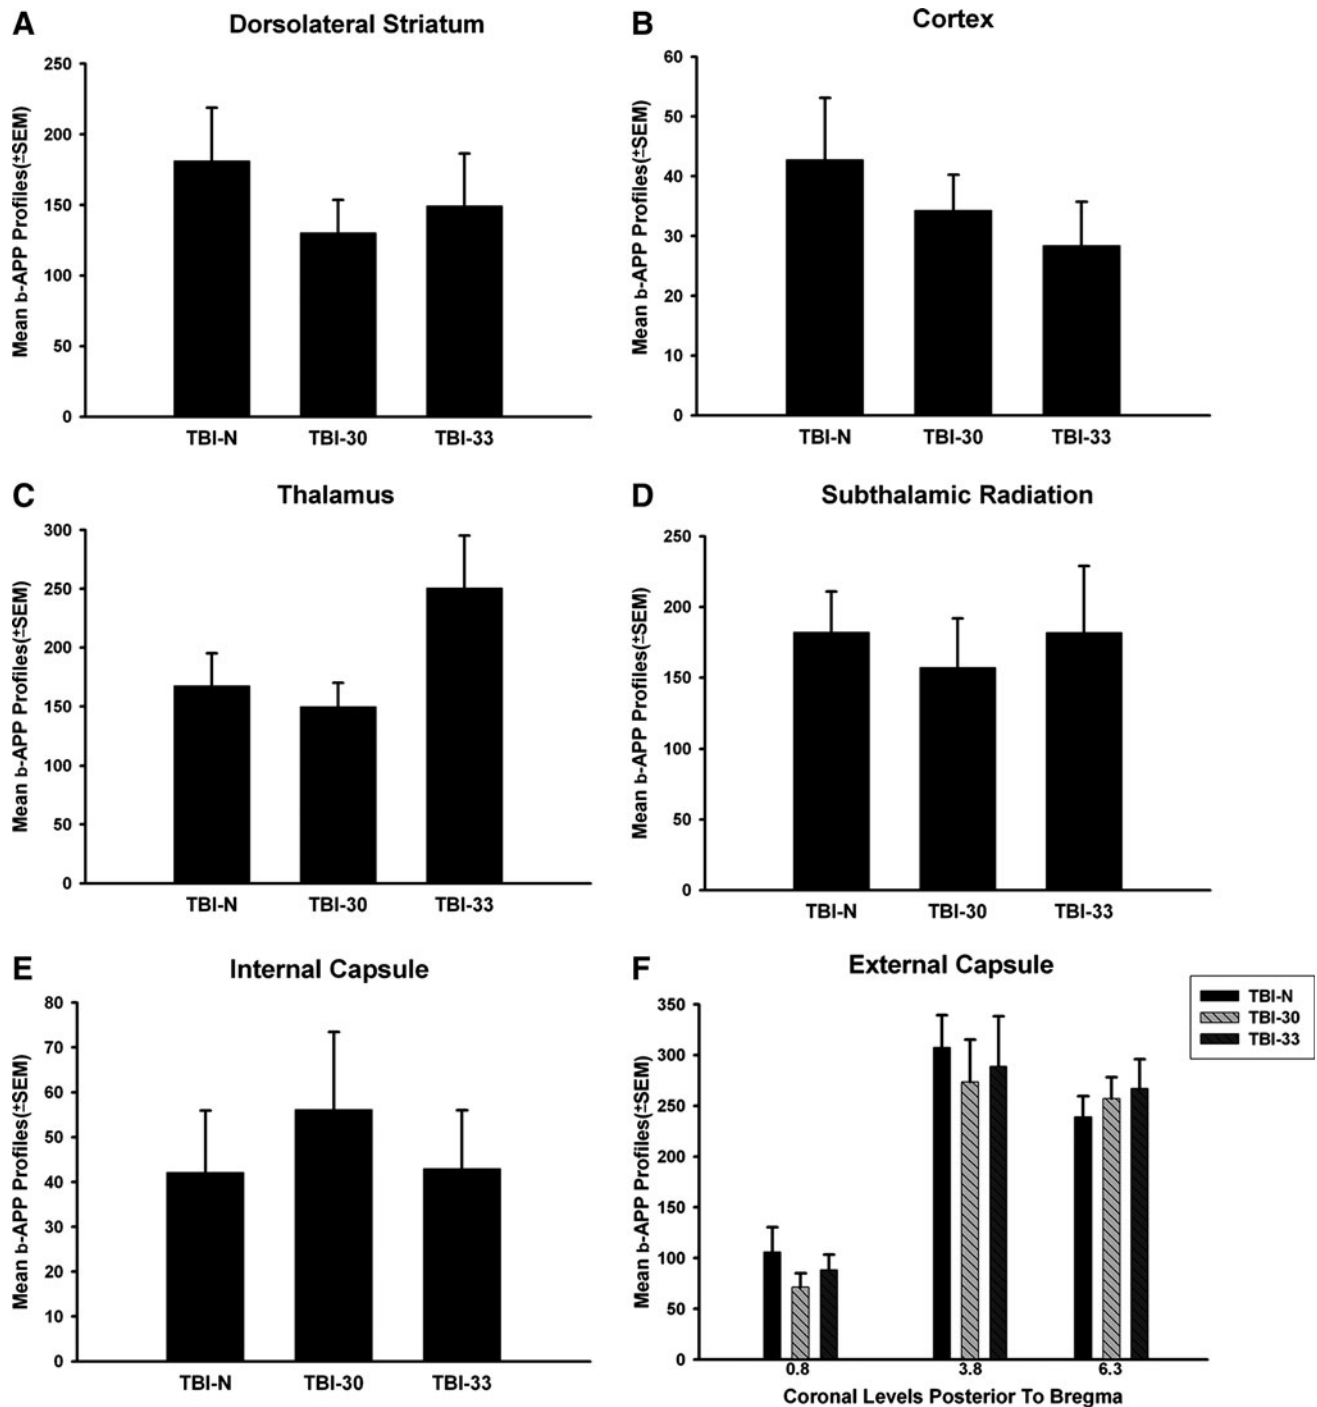 A
Dorsolateral Striatum
Mean b-APP Profiles(±SEM)
250
200
150
100
50
0
TBI-N TBI-30 TBI-33
B
Cortex
Mean b-APP Profiles(±SEM)
60
50
40
30
20
10
0
TBI-N TBI-30 TBI-33
C
Thalamus
Mean b-APP Profiles(±SEM)
300
250
200
150
100
50
0
TBI-N TBI-30 TBI-33
D
Subthalamic Radiation
Mean b-APP Profiles(±SEM)
250
200
150
100
50
0
TBI-N TBI-30 TBI-33
E
Internal Capsule
Mean b-APP Profiles(±SEM)
80
70
60
50
40
30
20
10
0
TBI-N TBI-30 TBI-33
F
External Capsule
Mean b-APP Profiles(±SEM)
350
300
250
200
150
100
50
0
0.8 3.8 6.3
Coronal Levels Posterior To Bregma
TBI-N
TBI-30
TBI-33